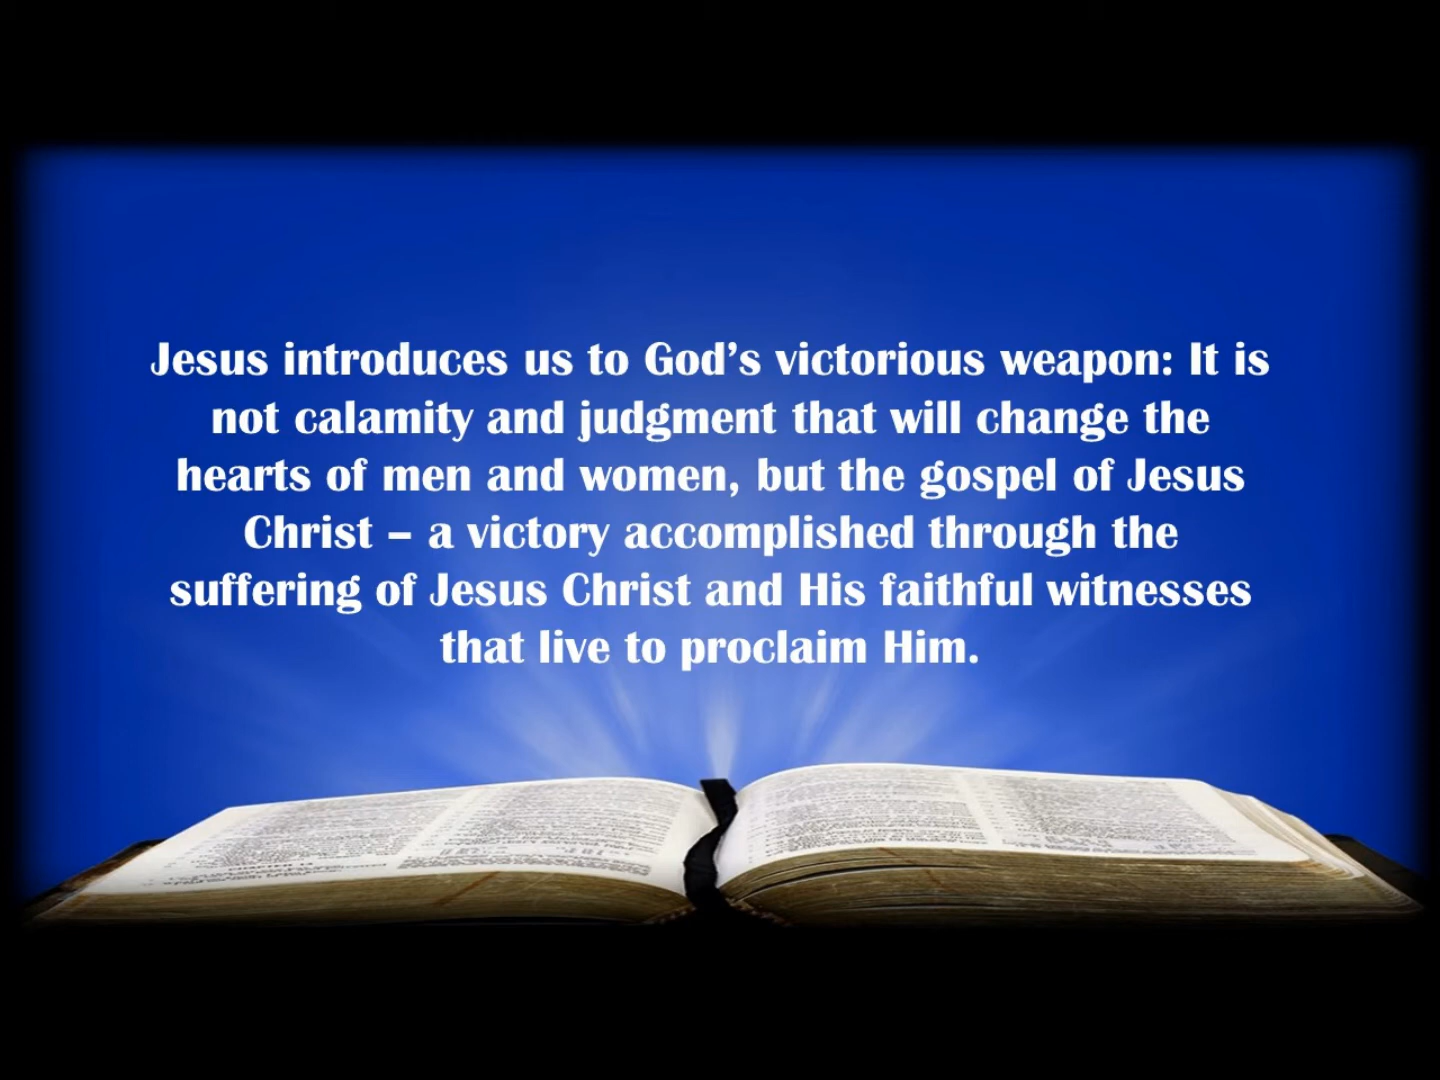 Jesus introduces us to God’s victorious weapon: It is
not calamity and judgment that will change the
hearts of men and women, but the gospel of Jesus
Christ – a victory accomplished through the
suffering of Jesus Christ and His faithful witnesses
that live to proclaim Him.